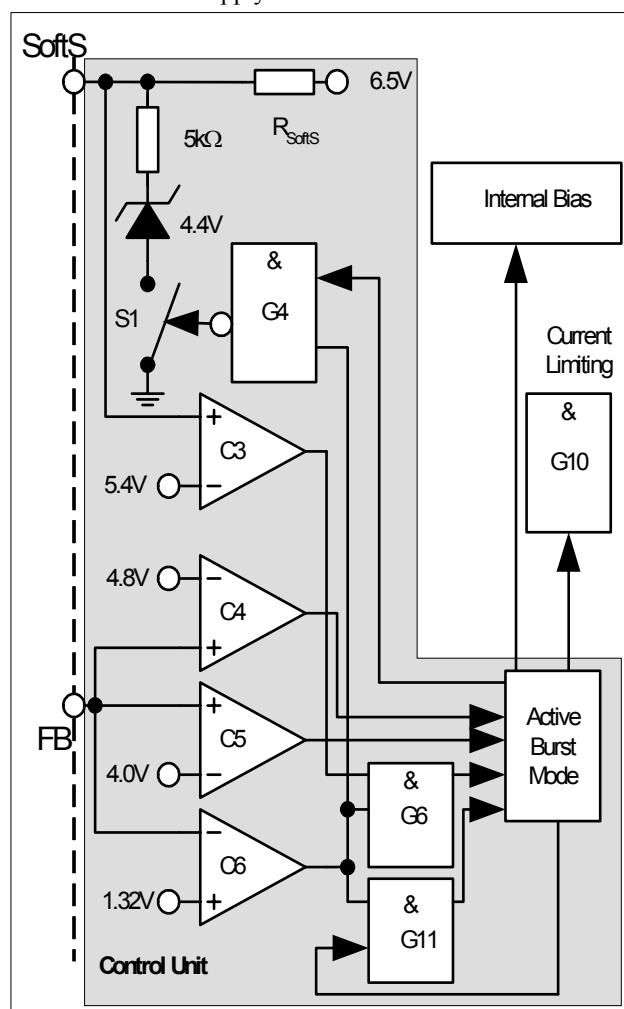 SoftS
6.5V
5kΩ
R SoftS
4.4V
S1
&
G4
Internal Bias
Current
Limiting
&
G10
+
C3
5.4V
−
4.8V
−
C4
+
FB
+
C5
4.0V
−
Active
Burst
Mode
&
G6
−
C6
1.32V
+
&
G11
Control Unit